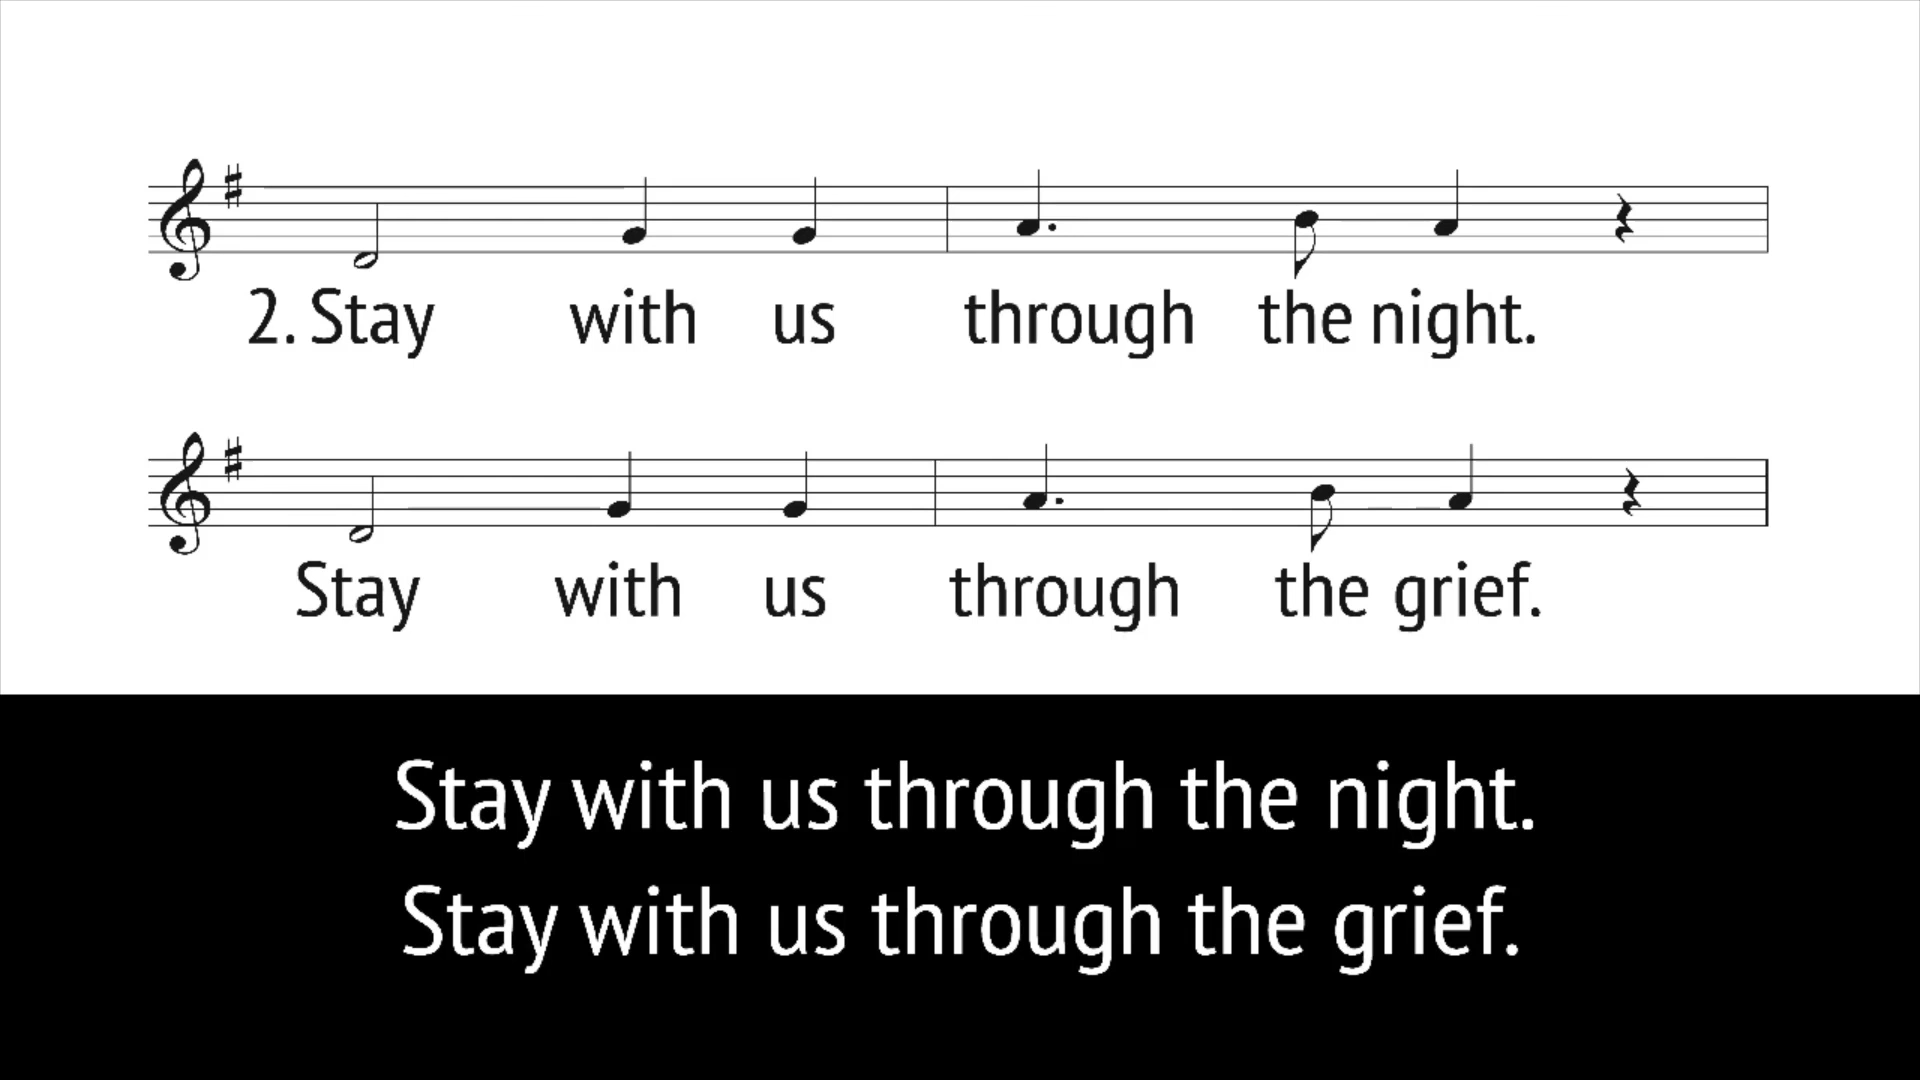 2. Stay with us through the night.
Stay with us through the grief.
Stay with us through the night.
Stay with us through the grief.